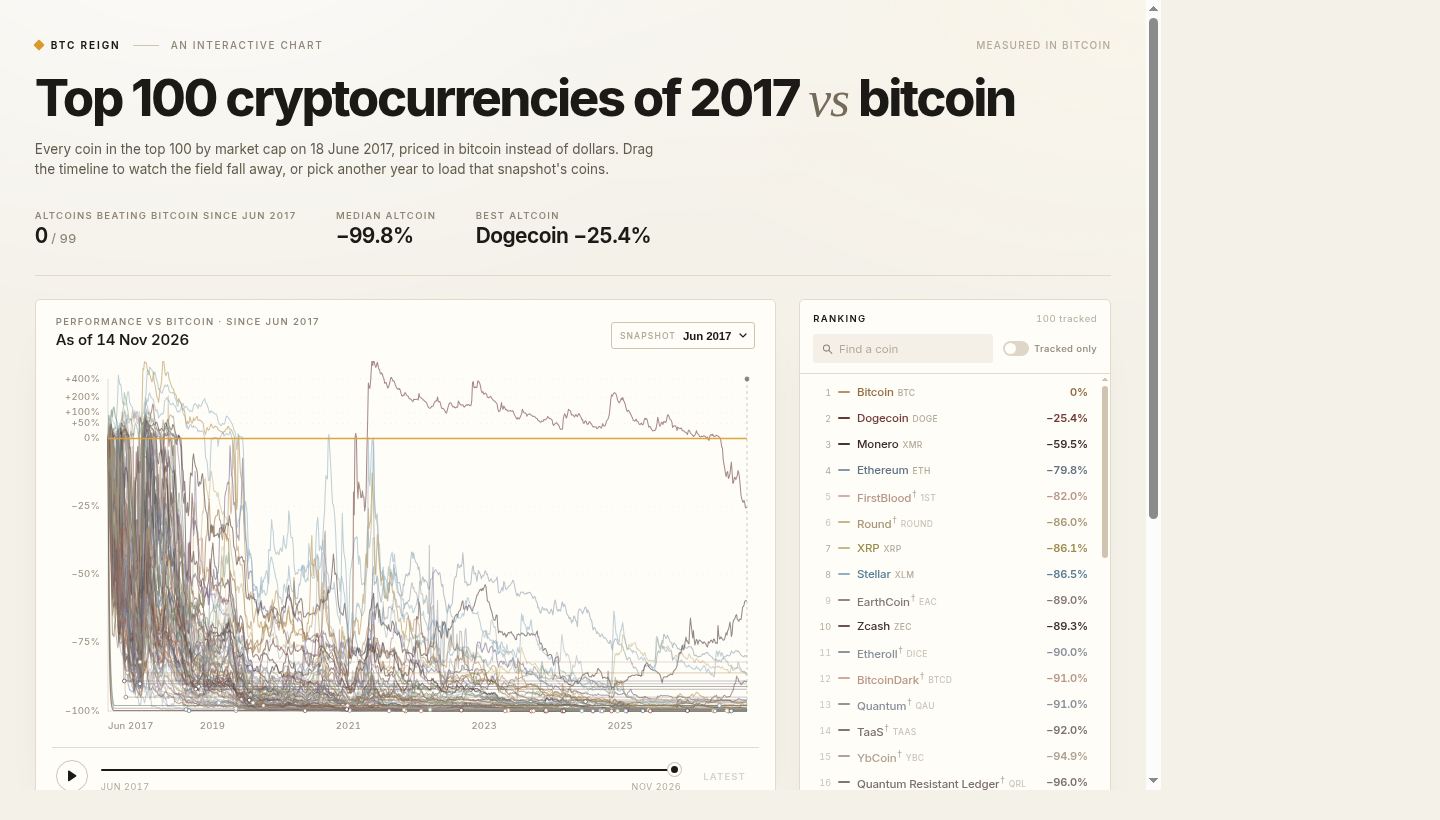 BTC REIGN AN INTERACTIVE CHART MEASURED IN BITCOIN
Top 100 cryptocurrencies of 2017 vs bitcoin
Every coin in the top 100 by market cap on 18 June 2017, priced in bitcoin instead of dollars. Drag
the timeline to watch the field fall away, or pick another year to load that snapshot's coins.
ALTCOINS BEATING BITCOIN SINCE JUN 2017
0 / 99
MEDIAN ALTCOIN
−99.8%
BEST ALTCOIN
Dogecoin −25.4%
PERFORMANCE VS BITCOIN · SINCE JUN 2017
As of 14 Nov 2026
SNAPSHOT Jun 2017
+400%
+200%
+100%
+50%
0%
−25%
−50%
−75%
−100%
Jun 2017 2019 2021 2023 2025
JUN 2017 NOV 2026
LATEST
RANKING 100 tracked
Find a coin Tracked only
1 Bitcoin BTC 0%
2 Dogecoin DOGE −25.4%
3 Monero XMR −59.5%
4 Ethereum ETH −79.8%
5 FirstBlood† 1ST −82.0%
6 Round† ROUND −86.0%
7 XRP XRP −86.1%
8 Stellar XLM −86.5%
9 EarthCoin† EAC −89.0%
10 Zcash ZEC −89.3%
11 Etheroll† DICE −90.0%
12 BitcoinDark† BTCD −91.0%
13 Quantum† QAU −91.0%
14 TaaS† TAAS −92.0%
15 YbCoin† YBC −94.9%
16 Quantum Resistant Ledger† QRL −96.0%